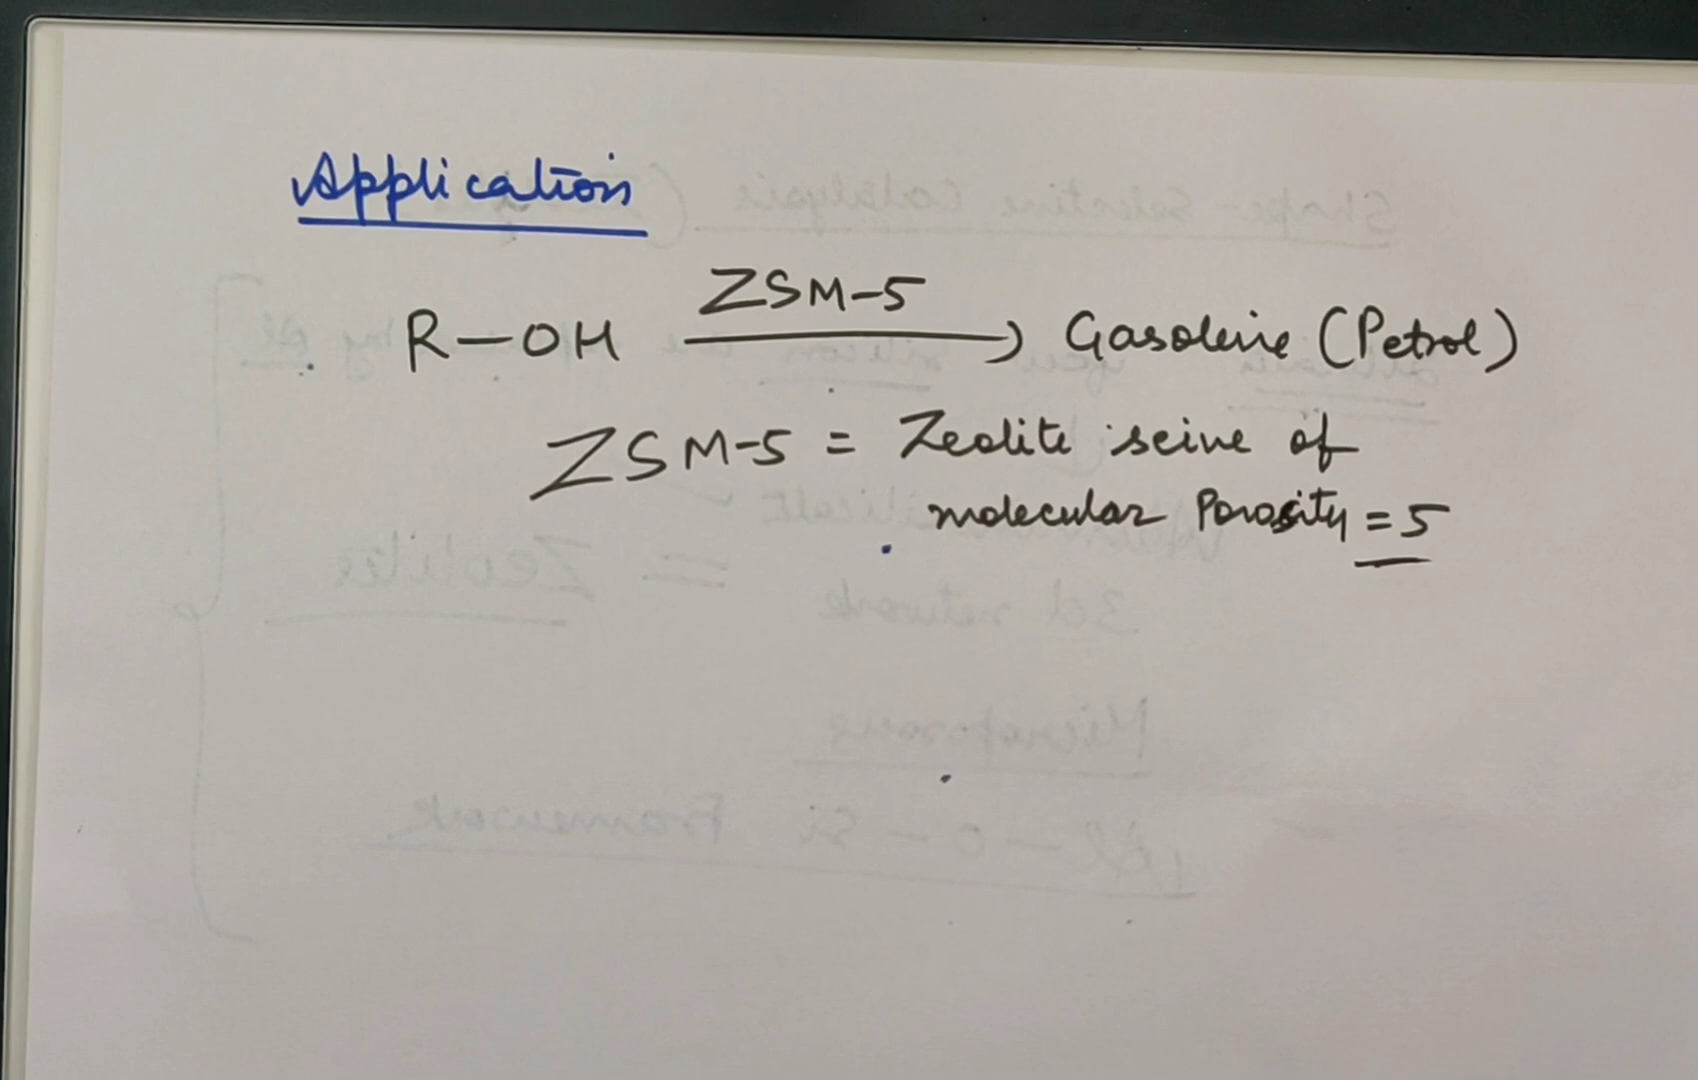 Application
R-OH ZSM-5 → Gasoleine (Petrol)
ZSM-5 = Zeolite seive of
molecular Porosity = 5